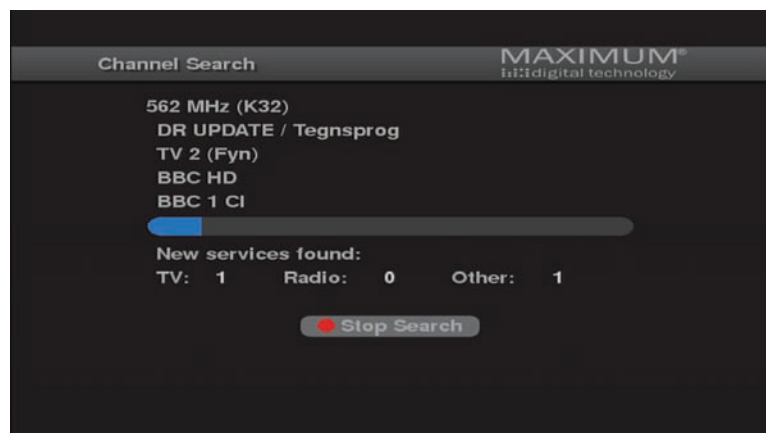 Channel Search
MAXIMUM®
digital technology
562 MHz (K32)
DR UPDATE / Tegnsprog
TV 2 (Fyn)
BBC HD
BBC 1 CI
New services found:
TV: 1 Radio: 0 Other: 1
Stop Search